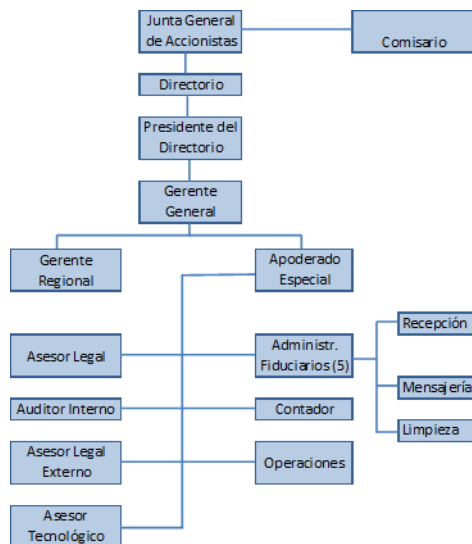 Junta General
de Accionistas
Comisario
Directorio
Presidente del
Directorio
Gerente
General
Gerente
Regional
Apoderado
Especial
Asesor Legal
Administr.
Fiduciarios (5)
Recepción
Mensajería
Limpieza
Auditor Interno
Contador
Asesor Legal
Externo
Operaciones
Asesor
Tecnológico